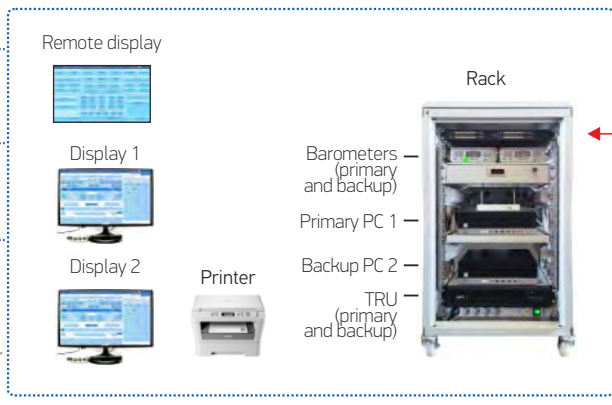 Remote display
Display 1
Display 2
Printer
Rack
Barometers
(primary
and backup)
Primary PC 1
Backup PC 2
TRU
(primary
and backup)